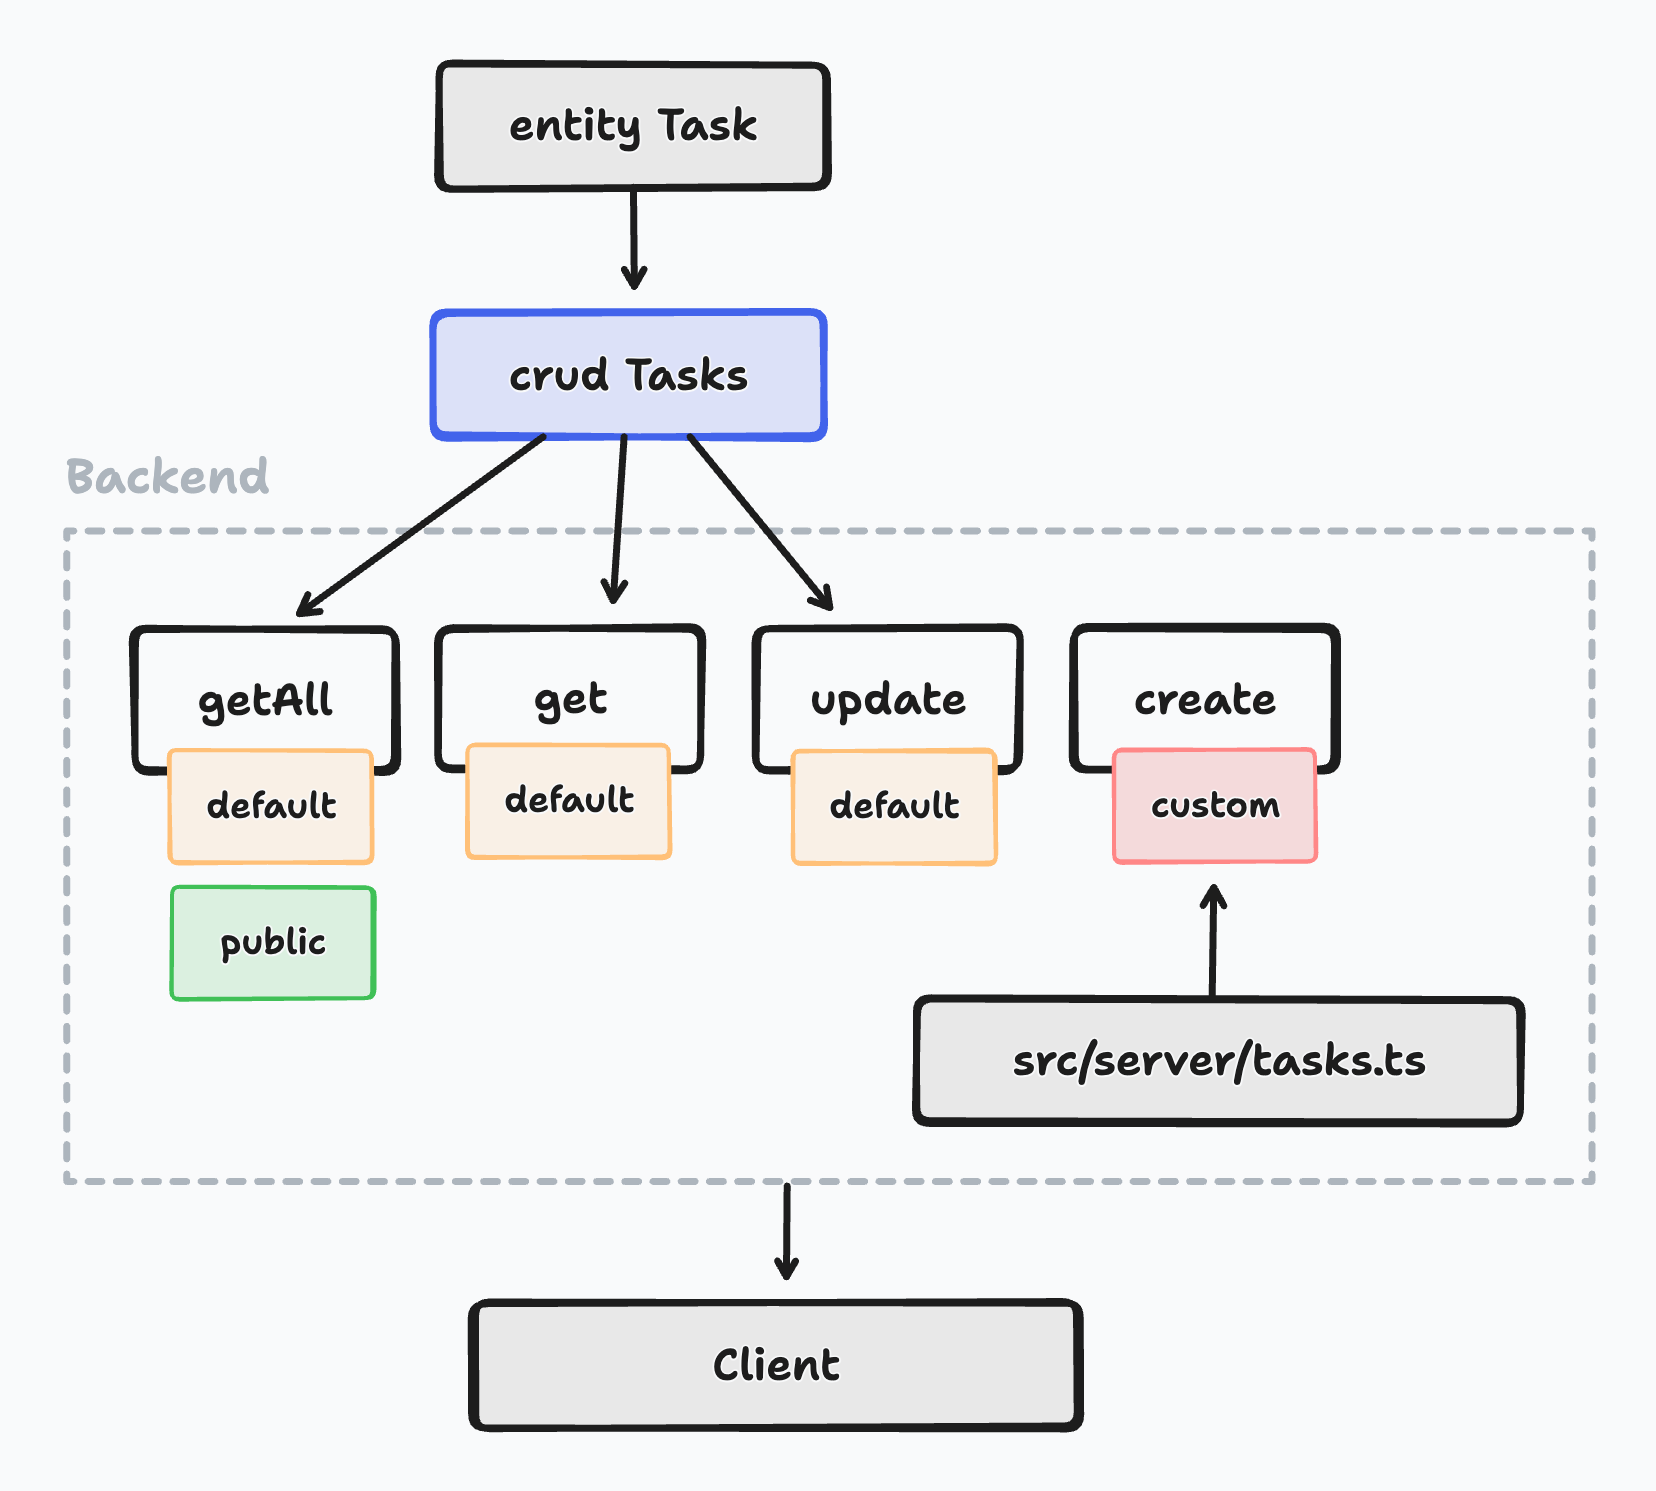 entity Task
crud Tasks
Backend
getAll
get
update
create
default
default
default
custom
public
src/server/tasks.ts
Client